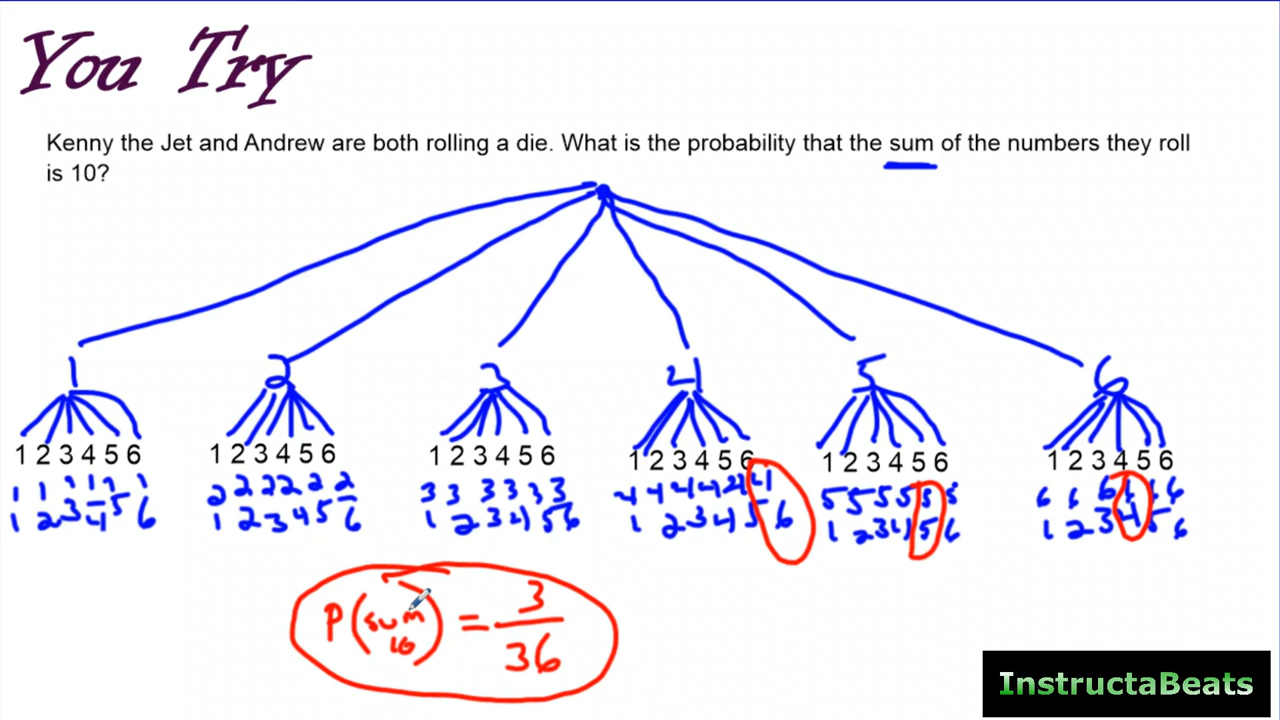 You Try
Kenny the Jet and Andrew are both rolling a die. What is the probability that the sum of the numbers they roll
is 10?
1 2 3 4 5 6
1 2 3 4 5 6 1 2 3 4 5 6 1 2 3 4 5 6 1 2 3 4 5 6 1 2 3 4 5 6 1 2 3 4 5 6
1 1 1 1 1 1 2 2 2 2 2 2 3 3 3 3 3 3 4 4 4 4 4 4 5 5 5 5 5 5 6 6 6 6 6 6
1 2 3 4 5 6 1 2 3 4 5 6 1 2 3 4 5 6 1 2 3 4 5 6 1 2 3 4 5 6 1 2 3 4 5 6
P(sum 10) = 3/36
InstructaBeats